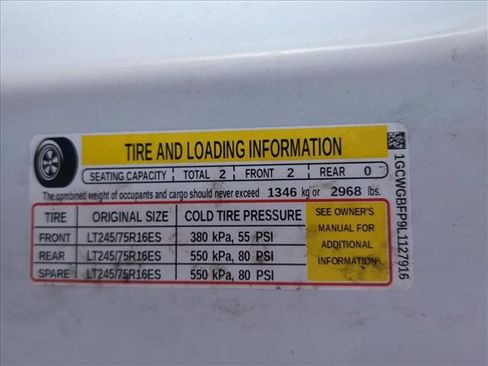 TIRE AND LOADING INFORMATION
SEATING CAPACITY TOTAL 2 FRONT 2 REAR 0
The combined weight of occupants and cargo should never exceed 1346 kg or 2968 lbs.
TIRE ORIGINAL SIZE COLD TIRE PRESSURE
FRONT LT245/75R16ES 380 kPa, 55 PSI
REAR LT245/75R16ES 550 kPa, 80 PSI
SPARE LT245/75R16ES 550 kPa, 80 PSI
SEE OWNER'S
MANUAL FOR
ADDITIONAL
INFORMATION
1GCWGBFP9L1127916